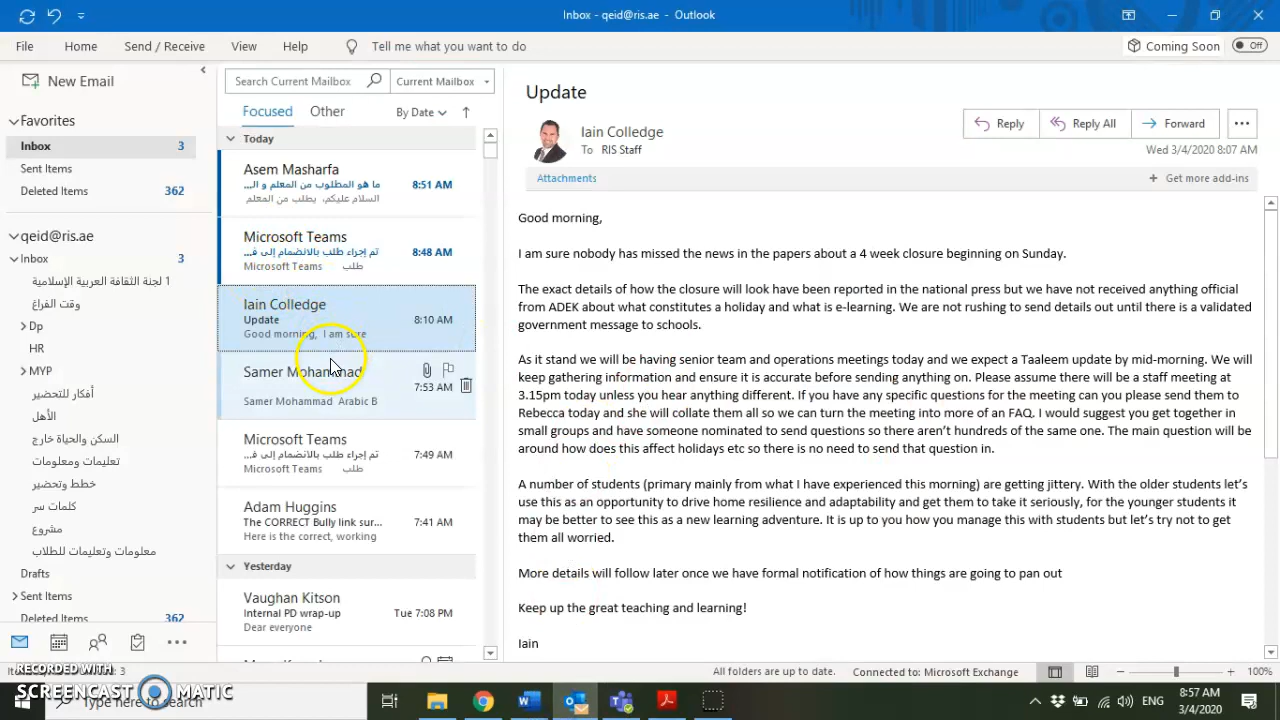 Inbox - qeid@ris.ae - Outlook
File Home Send / Receive View Help Tell me what you want to do Coming Soon Off
New Email
Favorites
Inbox 3
Sent Items
Deleted Items 362
qeid@ris.ae
Inbox 3
لجنة الثقافة العربية الإسلامية 1
وقت الفراغ
Dp
HR
MYP
أفكار للتحضير
الأهل
السكن والحياة خارج
تعليمات ومعلومات
خطط وتحضير
كلمات سر
مشروع
معلومات وتعليمات للطلاب
Drafts
Sent Items
Deleted Items 362
Search Current Mailbox Current Mailbox
Focused Other By Date
Today
Asem Masharfa
ما هو المطلوب من المعلم و الـ... 8:51 AM
السلام عليكم، يطلب من المعلم
Microsoft Teams
تم إجراء طلب بالانضمام إلى فـ... 8:48 AM
Microsoft Teams طلب
Iain Colledge
Update 8:10 AM
Good morning, I am sure
Samer Mohammad
7:53 AM
Samer Mohammad Arabic B
Microsoft Teams
تم إجراء طلب بالانضمام إلى فـ... 7:49 AM
Microsoft Teams طلب
Adam Huggins
The CORRECT Bully link sur... 7:41 AM
Here is the correct, working
Yesterday
Vaughan Kitson
Internal PD wrap-up Tue 7:08 PM
Dear everyone
Update
Iain Colledge
To RIS Staff
Reply Reply All Forward
Wed 3/4/2020 8:07 AM
Attachments + Get more add-ins
Good morning,
I am sure nobody has missed the news in the papers about a 4 week closure beginning on Sunday.
The exact details of how the closure will look have been reported in the national press but we have not received anything official
from ADEK about what constitutes a holiday and what is e-learning. We are not rushing to send details out until there is a validated
government message to schools.
As it stand we will be having senior team and operations meetings today and we expect a Taaleem update by mid-morning. We will
keep gathering information and ensure it is accurate before sending anything on. Please assume there will be a staff meeting at
3.15pm today unless you hear anything different. If you have any specific questions for the meeting can you please send them to
Rebecca today and she will collate them all so we can turn the meeting into more of an FAQ. I would suggest you get together in
small groups and have someone nominated to send questions so there aren't hundreds of the same one. The main question will be
around how does this affect holidays etc so there is no need to send that question in.
A number of students (primary mainly from what I have experienced this morning) are getting jittery. With the older students let's
use this as an opportunity to drive home resilience and adaptability and get them to take it seriously, for the younger students it
may be better to see this as a new learning adventure. It is up to you how you manage this with students but let's try not to get
them all worried.
More details will follow later once we have formal notification of how things are going to pan out
Keep up the great teaching and learning!
Iain
3 All folders are up to date. Connected to: Microsoft Exchange 100%
RECORDED WITH
SCREENCAST MATIC
Type here to search
ENG 8:57 AM
3/4/2020